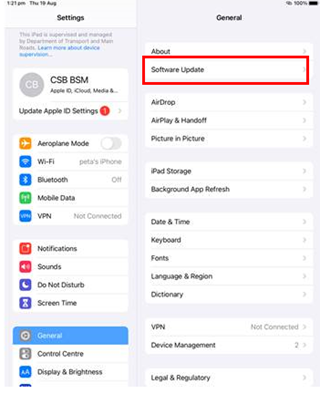 1:21 pm Thu 19 Aug
100%
Settings
This iPad is supervised and managed
by Department of Transport and Main
Roads. Learn more about device
supervision...
CB
CSB BSM
Apple ID, iCloud, Media &...
Update Apple ID Settings 1
Aeroplane Mode
Wi-Fi peta's iPhone
Bluetooth Off
Mobile Data
VPN VPN Not Connected
Notifications
Sounds
Do Not Disturb
Screen Time
General
Control Centre
AA Display & Brightness
General
About
Software Update
AirDrop
AirPlay & Handoff
Picture in Picture
iPad Storage
Background App Refresh
Date & Time
Keyboard
Fonts
Language & Region
Dictionary
VPN Not Connected
Device Management 2
Legal & Regulatory